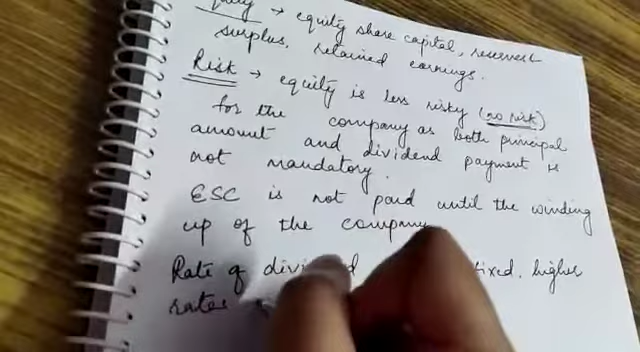 → equity share capital, reserves &
surplus, retained earnings.
Risk → equity is less risky (no risk)
for the company as both principal
amount and dividend payment is
not mandatory.
ESC is not paid until the winding
up of the company
Rate of fixed. higher
rates